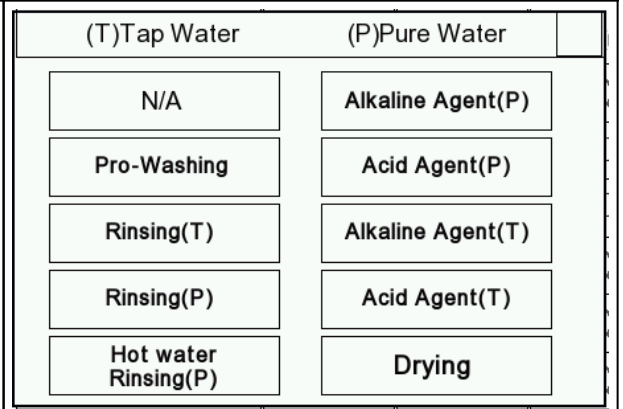 (T)Tap Water (P)Pure Water
N/A Alkaline Agent(P)
Pro-Washing Acid Agent(P)
Rinsing(T) Alkaline Agent(T)
Rinsing(P) Acid Agent(T)
Hot water
Rinsing(P) Drying